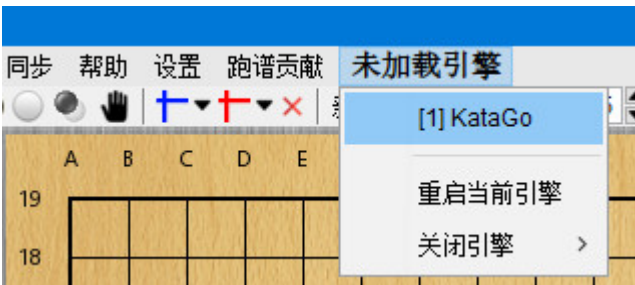 同步 帮助 设置 跑谱贡献 未加载引擎
[1] KataGo
A B C D E
重启当前引擎
19
关闭引擎 >
18